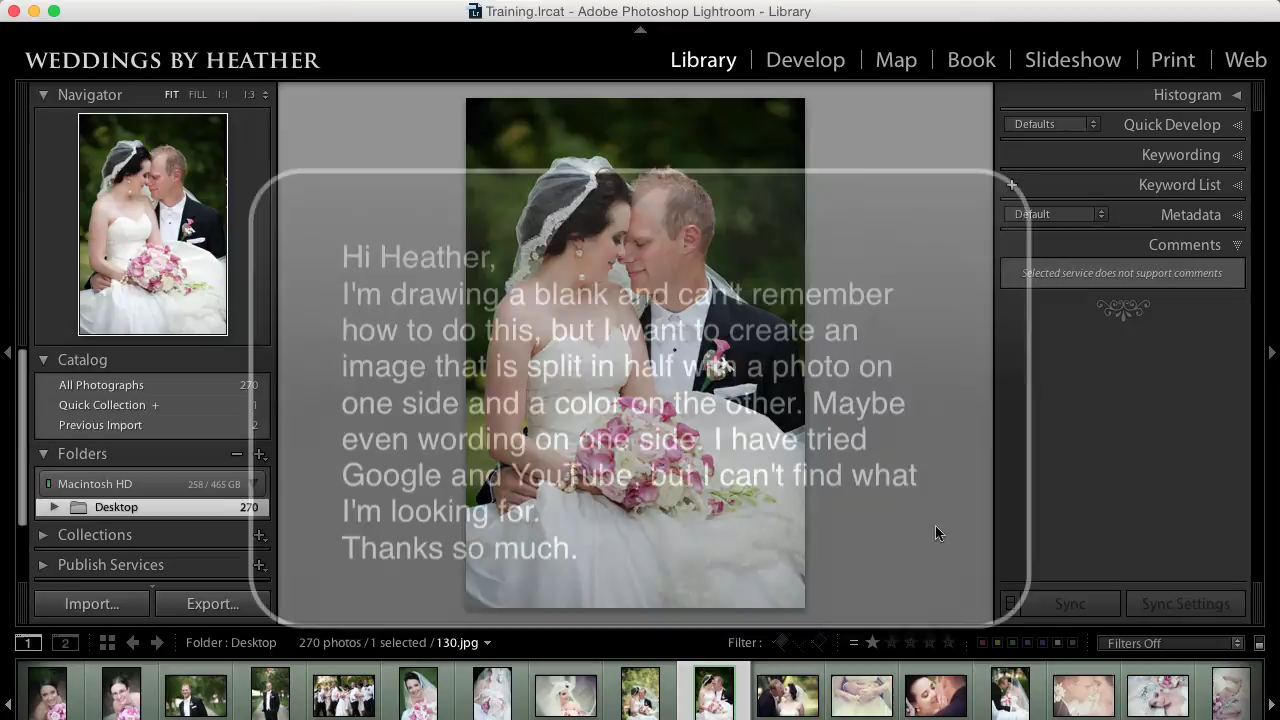 Training.lrcat - Adobe Photoshop Lightroom - Library
WEDDINGS BY HEATHER
Library | Develop | Map | Book | Slideshow | Print | Web
Navigator FIT FILL 1:1 1:3
Histogram
Defaults Quick Develop
Keywording
+ Keyword List
Default Metadata
Comments
Selected service does not support comments
Hi Heather,
I'm drawing a blank and can't remember
how to do this, but I want to create an
image that is split in half with a photo on
one side and a color on the other. Maybe
even wording on one side. I have tried
Google and YouTube, but I can't find what
I'm looking for.
Thanks so much.
Catalog
All Photographs 270
Quick Collection + 1
Previous Import 2
Folders
Macintosh HD 258 / 465 GB
Desktop 270
Collections
Publish Services
Import... Export...
Sync Sync Settings
1 2 Folder : Desktop 270 photos / 1 selected / 130.jpg Filter : Filters Off